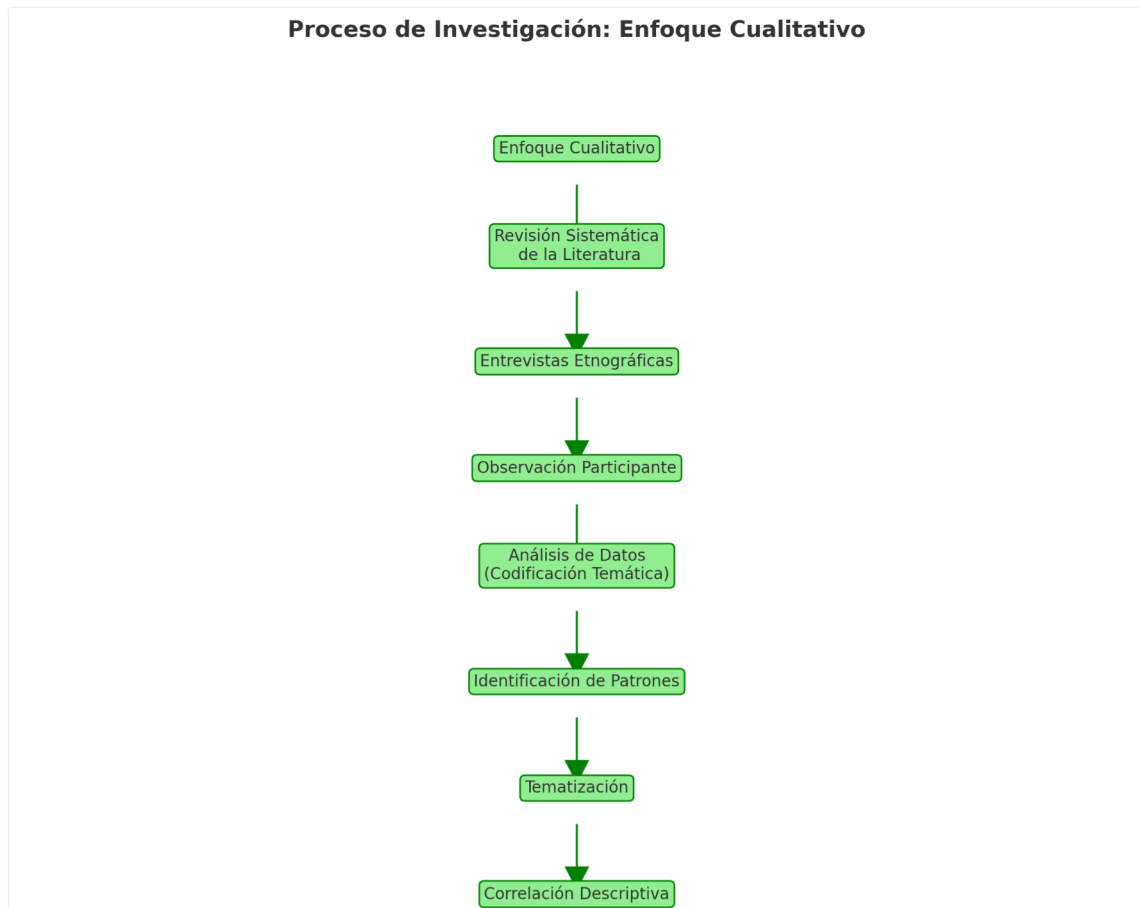 Proceso de Investigación: Enfoque Cualitativo
Enfoque Cualitativo
Revisión Sistemática
de la Literatura
Entrevistas Etnográficas
Observación Participante
Análisis de Datos
(Codificación Temática)
Identificación de Patrones
Tematización
Correlación Descriptiva